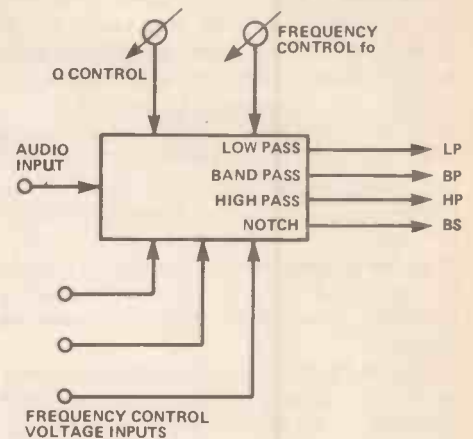 FREQUENCY
CONTROL fo
Q CONTROL
AUDIO
INPUT
LOW PASS
LP
BAND PASS
BP
HIGH PASS
HP
NOTCH
BS
FREQUENCY CONTROL
VOLTAGE INPUTS